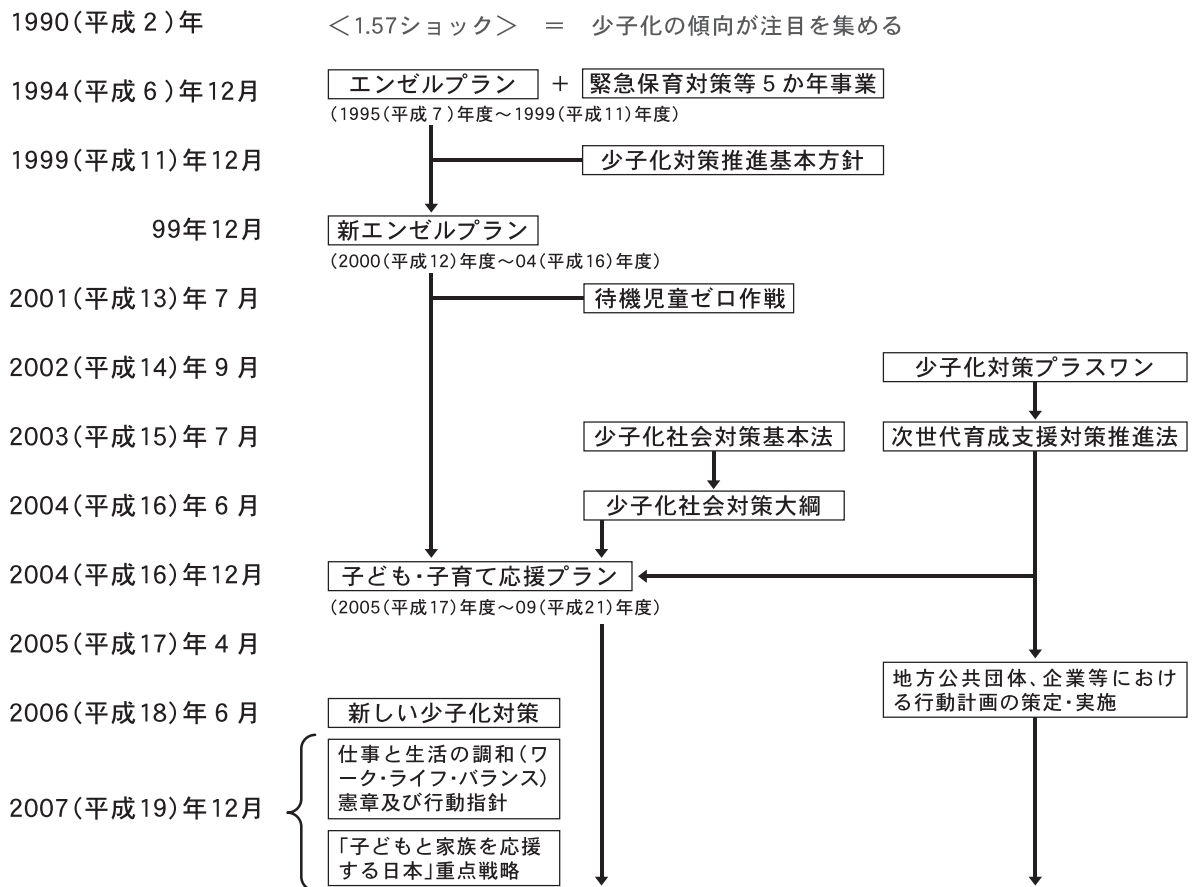 1990(平成2)年 <1.57ショック> = 少子化の傾向が注目を集める
1994(平成6)年12月 エンゼルプラン + 緊急保育対策等5か年事業
(1995(平成7)年度~1999(平成11)年度)
1999(平成11)年12月 少子化対策推進基本方針
99年12月 新エンゼルプラン
(2000(平成12)年度~04(平成16)年度)
2001(平成13)年7月 待機児童ゼロ作戦
2002(平成14)年9月 少子化対策プラスワン
2003(平成15)年7月 少子化社会対策基本法 次世代育成支援対策推進法
2004(平成16)年6月 少子化社会対策大綱
2004(平成16)年12月 子ども・子育て応援プラン
(2005(平成17)年度~09(平成21)年度)
2005(平成17)年4月
地方公共団体、企業等におけ
る行動計画の策定・実施
2006(平成18)年6月 新しい少子化対策
2007(平成19)年12月
仕事と生活の調和(ワ
ーク・ライフ・バランス)
憲章及び行動指針
「子どもと家族を応援
する日本」重点戦略